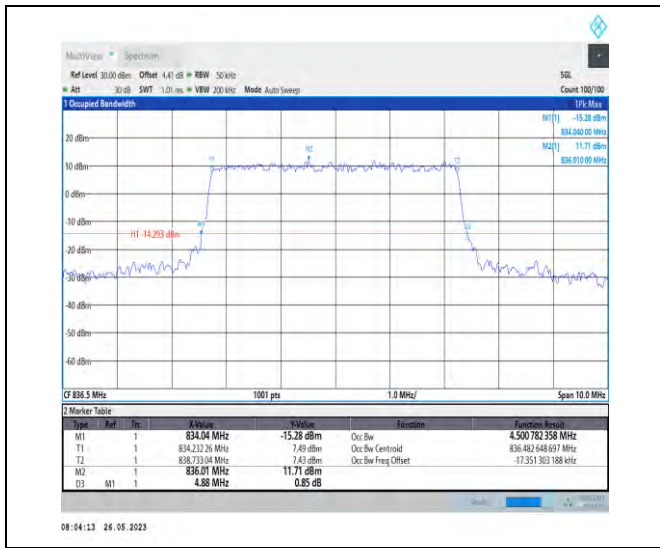 MultiView Spectrum
Ref Level 30.00 dBm Offset 4.41 dB RBW 50 kHz SGL
Att 30 dB SWT 1.01 ms VBW 200 kHz Mode Auto Sweep Count 100/100
1 Occupied Bandwidth 1Pk Max
M1[1] -15.28 dBm
834.040 00 MHz
M2[1] 11.71 dBm
836.010 00 MHz
20 dBm
M2
T1 T2
10 dBm
0 dBm
-10 dBm
M1
H1 -14.293 dBm
-20 dBm
-30 dBm
-40 dBm
-50 dBm
-60 dBm
CF 836.5 MHz 1001 pts 1.0 MHz/ Span 10.0 MHz
2 Marker Table
Type Ref Trc X-Value Y-Value Function Function Result
M1 1 834.04 MHz -15.28 dBm Occ Bw 4.500 782 358 MHz
T1 1 834.232 26 MHz 7.49 dBm Occ Bw Centroid 836.482 648 697 MHz
T2 1 838.733 04 MHz 7.43 dBm Occ Bw Freq Offset -17.351 303 188 kHz
M2 1 836.01 MHz 11.71 dBm
D3 M1 1 4.88 MHz 0.85 dB
08:04:13 26.05.2023